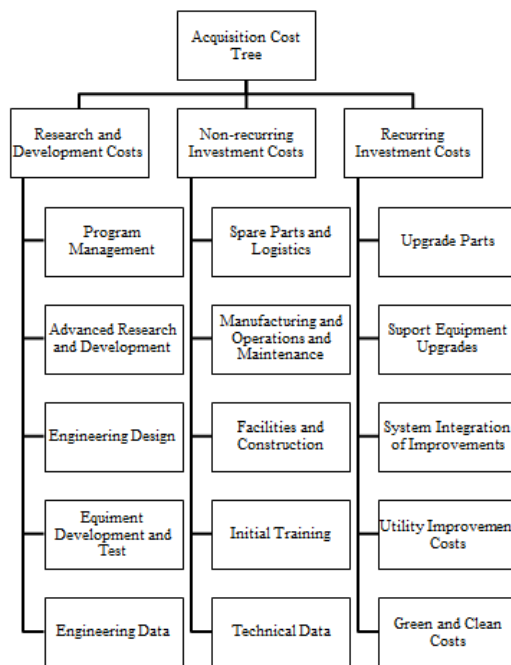 Acquisition Cost
Tree
Research and
Development Costs
Non-recurring
Investment Costs
Recurring
Investment Costs
Program
Management
Spare Parts and
Logistics
Upgrade Parts
Advanced Research
and Development
Manufacturing and
Operations and
Maintenance
Suport Equipment
Upgrades
Engineering Design
Facilities and
Construction
System Integration
of Improvements
Equiment
Development and
Test
Initial Training
Utility Improvement
Costs
Engineering Data
Technical Data
Green and Clean
Costs